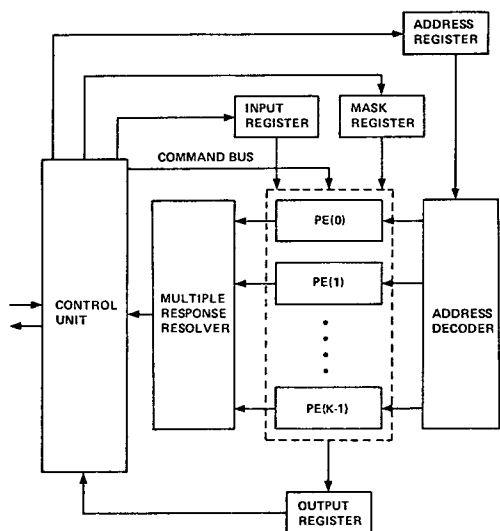 ADDRESS
REGISTER
INPUT
REGISTER
MASK
REGISTER
COMMAND BUS
PE(0)
PE(1)
PE(K-1)
CONTROL
UNIT
MULTIPLE
RESPONSE
RESOLVER
ADDRESS
DECODER
OUTPUT
REGISTER